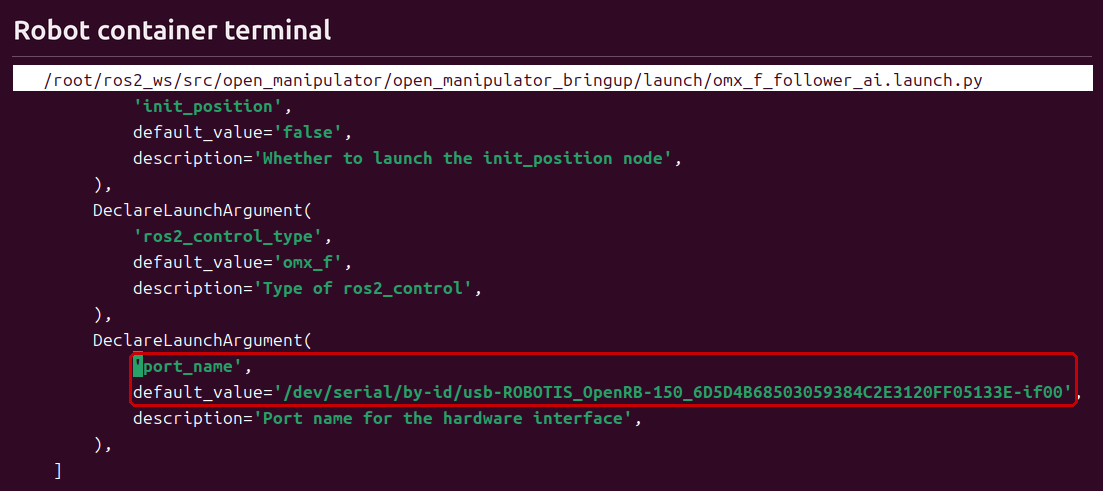 Robot container terminal
/root/ros2_ws/src/open_manipulator/open_manipulator_bringup/launch/omx_f_follower_ai.launch.py
'init_position',
default_value='false',
description='Whether to launch the init_position node',
),
DeclareLaunchArgument(
'ros2_control_type',
default_value='omx_f',
description='Type of ros2_control',
),
DeclareLaunchArgument(
'port_name',
default_value='/dev/serial/by-id/usb-ROBOTIS_OpenRB-150_6D5D4B68503059384C2E3120FF05133E-if00',
description='Port name for the hardware interface',
),
]